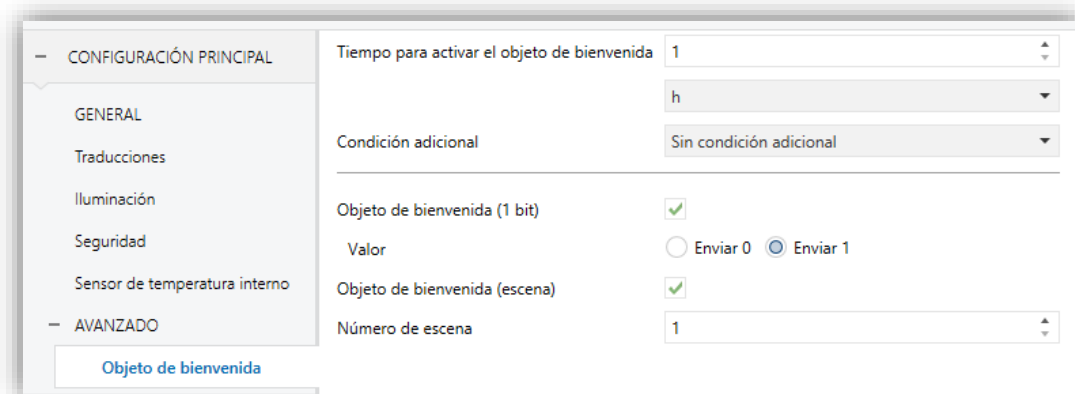 CONFIGURACIÓN PRINCIPAL
GENERAL
Traducciones
Iluminación
Seguridad
Sensor de temperatura interno
AVANZADO
Objeto de bienvenida
Tiempo para activar el objeto de bienvenida 1
h
Condición adicional Sin condición adicional
Objeto de bienvenida (1 bit)
Valor Enviar 0 Enviar 1
Objeto de bienvenida (escena)
Número de escena 1